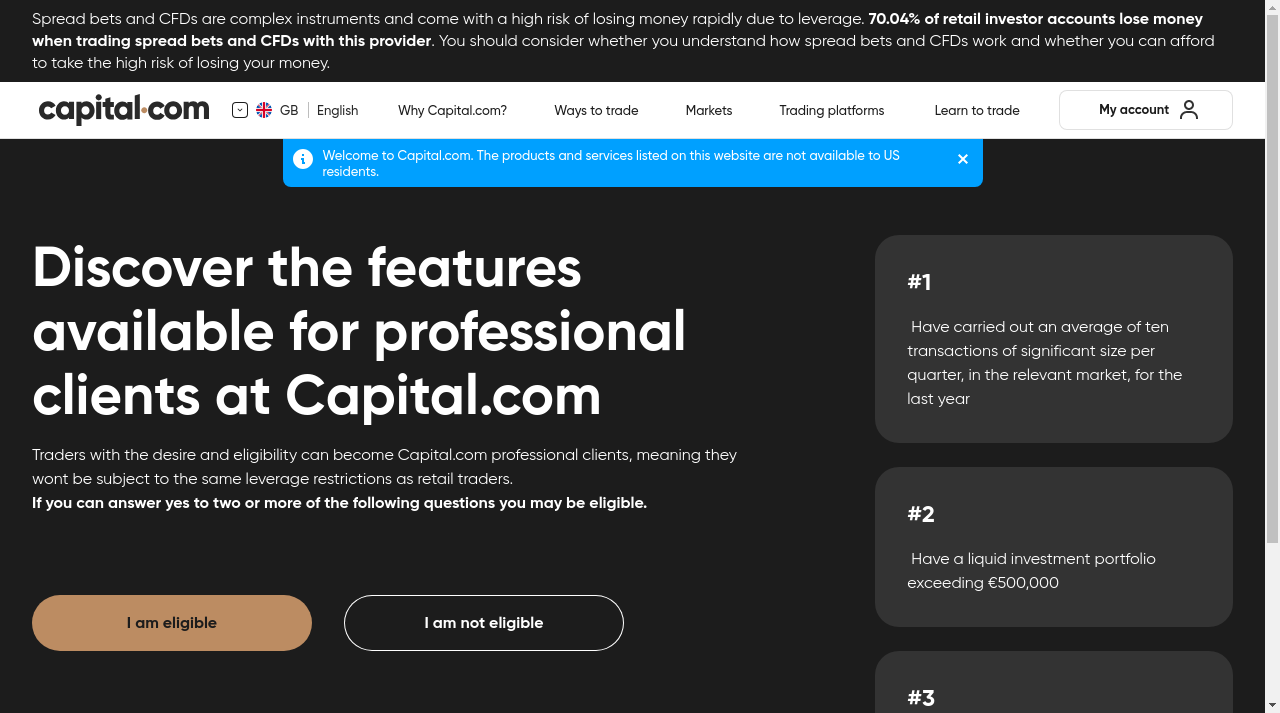 Spread bets and CFDs are complex instruments and come with a high risk of losing money rapidly due to leverage. 70.04% of retail investor accounts lose money
when trading spread bets and CFDs with this provider. You should consider whether you understand how spread bets and CFDs work and whether you can afford
to take the high risk of losing your money.
capital.com
GB
English
Why Capital.com?
Ways to trade
Markets
Trading platforms
Learn to trade
My account
Welcome to Capital.com. The products and services listed on this website are not available to US
residents.
Discover the features
available for professional
clients at Capital.com
Traders with the desire and eligibility can become Capital.com professional clients, meaning they
wont be subject to the same leverage restrictions as retail traders.
If you can answer yes to two or more of the following questions you may be eligible.
I am eligible
I am not eligible
#1
Have carried out an average of ten
transactions of significant size per
quarter, in the relevant market, for the
last year
#2
Have a liquid investment portfolio
exceeding €500,000
#3